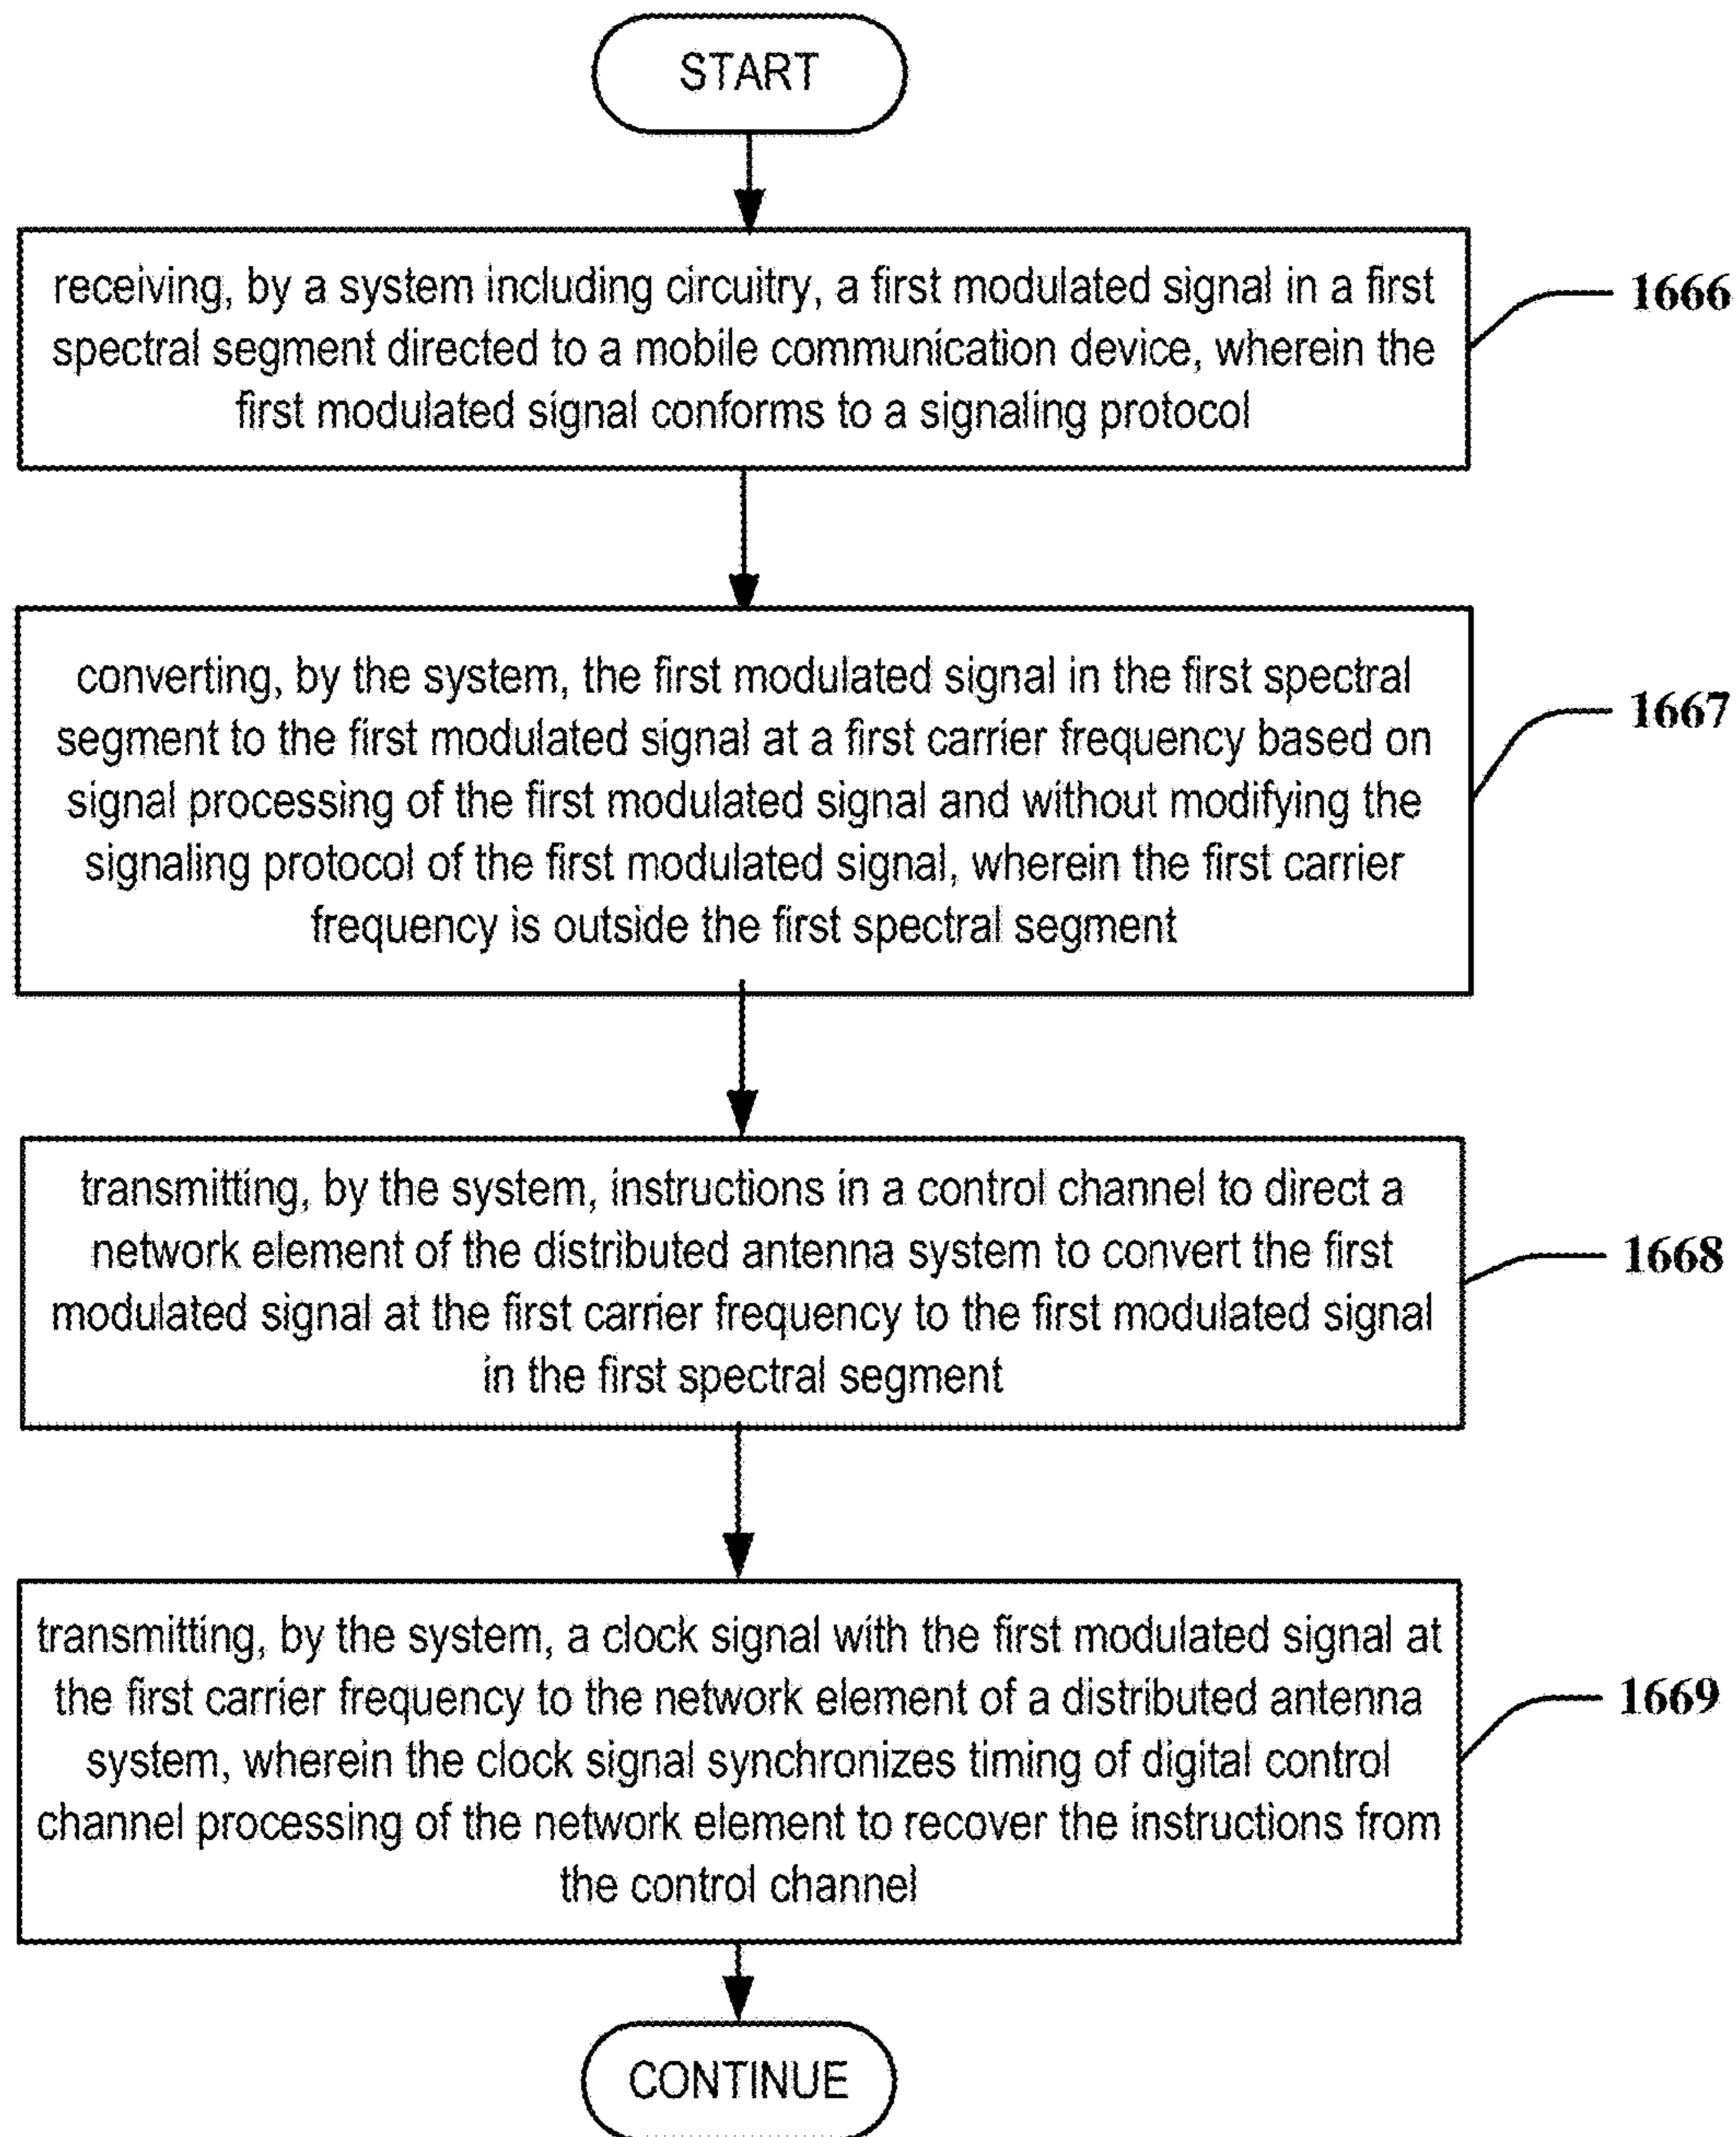 START
receiving, by a system including circuitry, a first modulated signal in a first
spectral segment directed to a mobile communication device, wherein the
first modulated signal conforms to a signaling protocol
1666
converting, by the system, the first modulated signal in the first spectral
segment to the first modulated signal at a first carrier frequency based on
signal processing of the first modulated signal and without modifying the
signaling protocol of the first modulated signal, wherein the first carrier
frequency is outside the first spectral segment
1667
transmitting, by the system, instructions in a control channel to direct a
network element of the distributed antenna system to convert the first
modulated signal at the first carrier frequency to the first modulated signal
in the first spectral segment
1668
transmitting, by the system, a clock signal with the first modulated signal at
the first carrier frequency to the network element of a distributed antenna
system, wherein the clock signal synchronizes timing of digital control
channel processing of the network element to recover the instructions from
the control channel
1669
CONTINUE